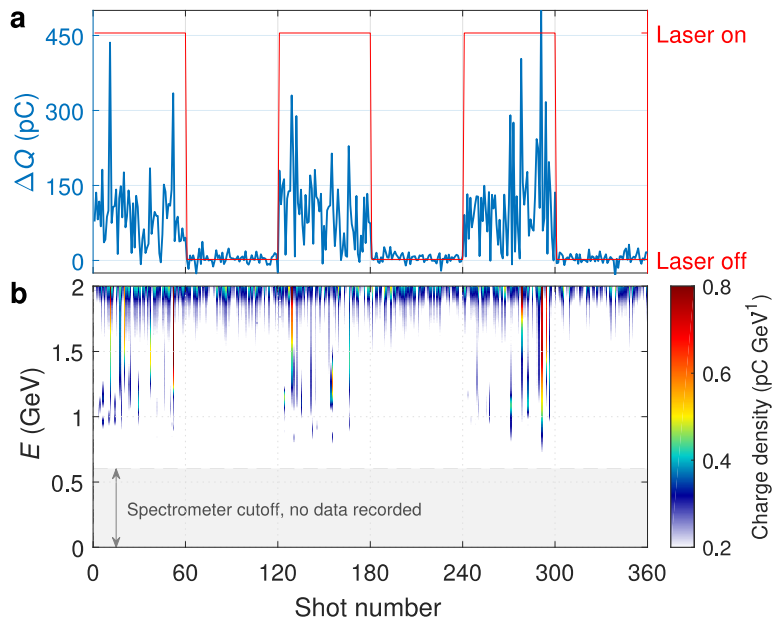 a
450
300
150
0
ΔQ (pC)
Laser on
Laser off
b
2
1.5
1
0.5
0
E (GeV)
Spectrometer cutoff, no data recorded
0
60
120
180
240
300
360
Shot number
0.8
0.6
0.4
0.2
Charge density (pC GeV¹)